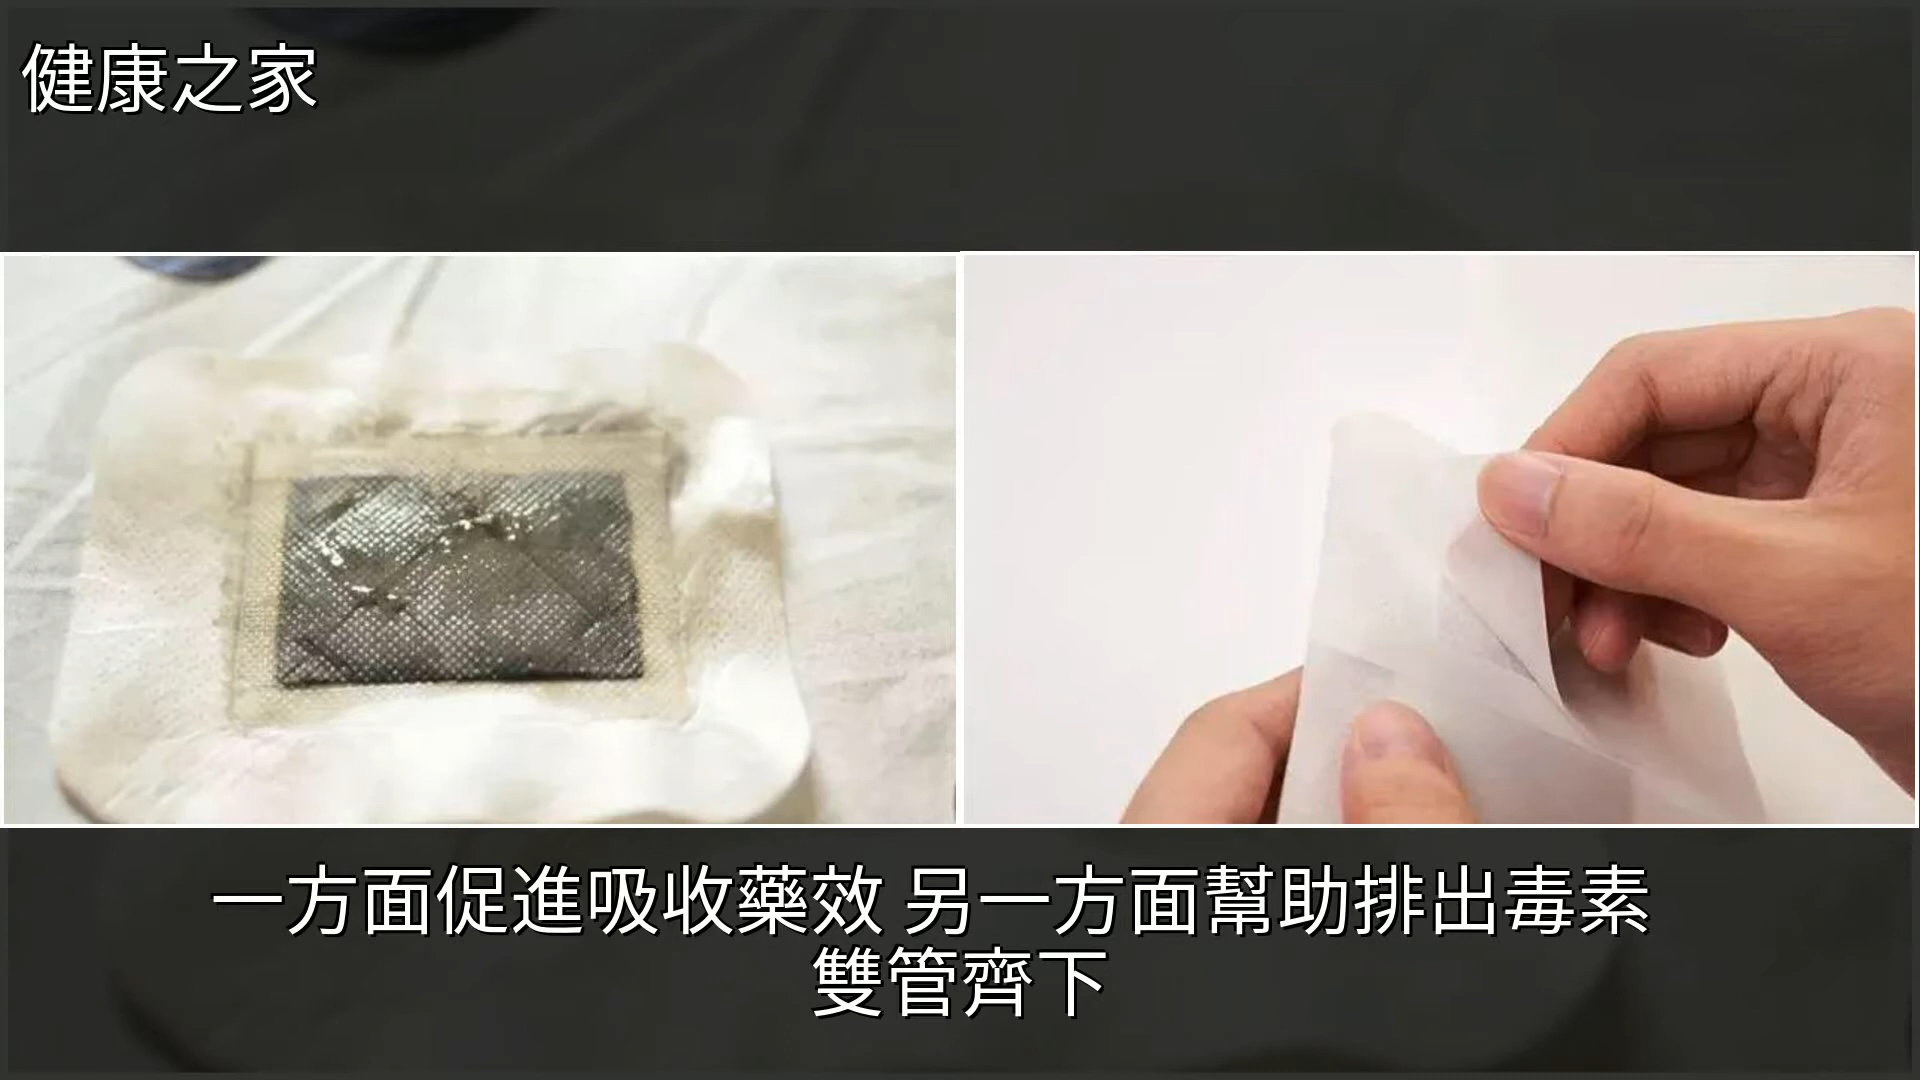 健康之家
一方面促進吸收藥效 另一方面幫助排出毒素
雙管齊下